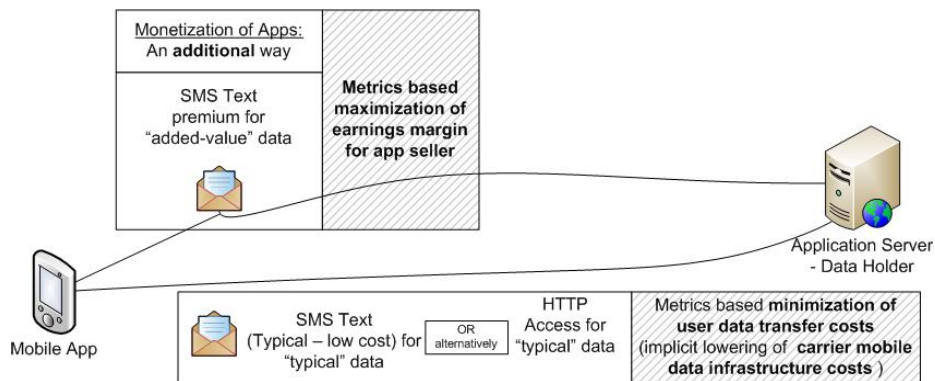 Monetization of Apps:
An additional way
SMS Text
premium for
“added-value” data
Metrics based
maximization of
earnings margin
for app seller
Application Server
- Data Holder
Mobile App
SMS Text
(Typical – low cost) for
“typical” data
OR
alternatively
HTTP
Access for
“typical” data
Metrics based minimization of
user data transfer costs
(implicit lowering of carrier mobile
data infrastructure costs )